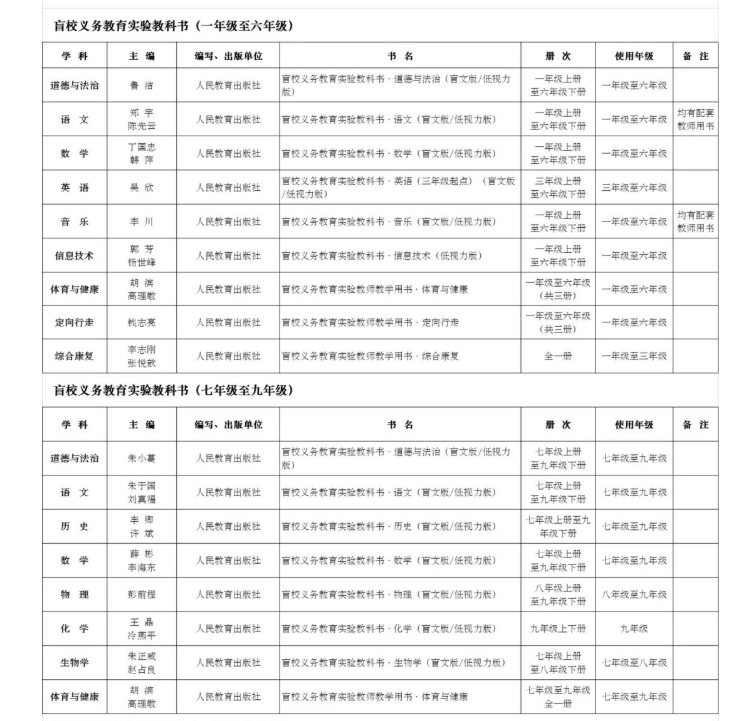 盲校义务教育实验教科书（一年级至六年级）
学 科 主 编 编写、出版单位 书 名 册 次 使用年级 备 注
道德与法治 鲁 洁 人民教育出版社 盲校义务教育实验教科书·道德与法治（盲文版/低视力版） 一年级上册至六年级下册 一年级至六年级
语 文 郑 宇 陈先云 人民教育出版社 盲校义务教育实验教科书·语文（盲文版/低视力版） 一年级上册至六年级下册 一年级至六年级 均有配套教师用书
数 学 丁国忠 韩 萍 人民教育出版社 盲校义务教育实验教科书·数学（盲文版/低视力版） 一年级上册至六年级下册 一年级至六年级
英 语 吴 欣 人民教育出版社 盲校义务教育实验教科书·英语（三年级起点）（盲文版/低视力版） 三年级上册至六年级下册 三年级至六年级
音 乐 李 川 人民教育出版社 盲校义务教育实验教科书·音乐（盲文版/低视力版） 一年级上册至六年级下册 一年级至六年级 均有配套教师用书
信息技术 郭 芳 杨世峰 人民教育出版社 盲校义务教育实验教科书·信息技术（低视力版） 一年级上册至六年级下册 一年级至六年级
体育与健康 胡 滨 高理敬 人民教育出版社 盲校义务教育实验教师教学用书·体育与健康 一年级至六年级（共三册） 一年级至六年级
定向行走 钱志亮 人民教育出版社 盲校义务教育实验教师教学用书·定向行走 一年级至六年级（共三册） 一年级至六年级
综合康复 李志刚 张悦歆 人民教育出版社 盲校义务教育实验教师教学用书·综合康复 全一册 一年级至三年级
盲校义务教育实验教科书（七年级至九年级）
学 科 主 编 编写、出版单位 书 名 册 次 使用年级 备 注
道德与法治 朱小蔓 人民教育出版社 盲校义务教育实验教科书·道德与法治（盲文版/低视力版） 七年级上册至九年级下册 七年级至九年级
语 文 朱于国 刘真福 人民教育出版社 盲校义务教育实验教科书·语文（盲文版/低视力版） 七年级上册至九年级下册 七年级至九年级
历 史 李 卿 许 斌 人民教育出版社 盲校义务教育实验教科书·历史（盲文版/低视力版） 七年级上册至九年级下册 七年级至九年级
数 学 薛 彬 李海东 人民教育出版社 盲校义务教育实验教科书·数学（盲文版/低视力版） 七年级上册至九年级下册 七年级至九年级
物 理 彭前程 人民教育出版社 盲校义务教育实验教科书·物理（盲文版/低视力版） 八年级上册至九年级下册 八年级至九年级
化 学 王 晶 冷燕平 人民教育出版社 盲校义务教育实验教科书·化学（盲文版/低视力版） 九年级上下册 九年级
生物学 朱正威 赵占良 人民教育出版社 盲校义务教育实验教科书·生物学（盲文版/低视力版） 七年级上册至八年级下册 七年级至八年级
体育与健康 胡 滨 高理敬 人民教育出版社 盲校义务教育实验教师教学用书·体育与健康 七年级至九年级全一册 七年级至九年级